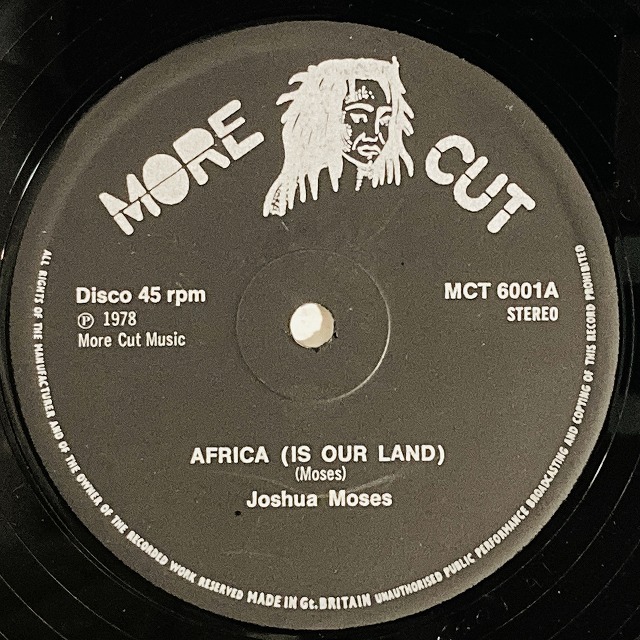 MORE CUT
Disco 45 rpm
Ⓟ 1978
More Cut Music
MCT 6001A
STEREO
AFRICA (IS OUR LAND)
(Moses)
Joshua Moses
ALL RIGHTS OF THE MANUFACTURER AND OF THE OWNER OF THE RECORDED WORK RESERVED MADE IN Gt. BRITAIN UNAUTHORISED PUBLIC PERFORMANCE BROADCASTING AND COPYING OF THIS RECORD PROHIBITED